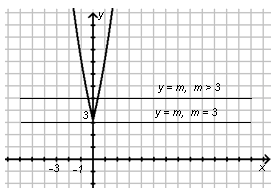 y
y = m, m > 3
y = m, m = 3
3
−3 −1
x